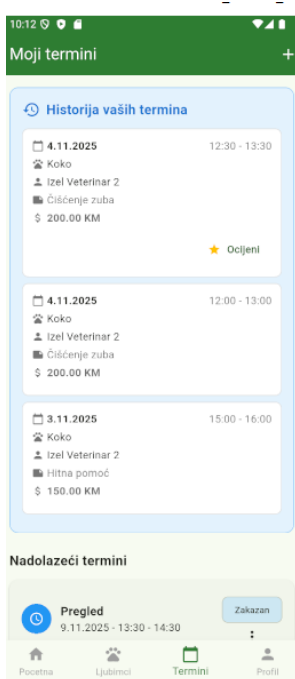 10:12
Moji termini
+
Historija vaših termina
4.11.2025 12:30 - 13:30
Koko
Izel Veterinar 2
Čišćenje zuba
$ 200.00 KM
Ocijeni
4.11.2025 12:00 - 13:00
Koko
Izel Veterinar 2
Čišćenje zuba
$ 200.00 KM
3.11.2025 15:00 - 16:00
Koko
Izel Veterinar 2
Hitna pomoć
$ 150.00 KM
Nadolazeći termini
Pregled Zakazan
9.11.2025 - 13:30 - 14:30
Pocetna Ljubimci Termini Profil